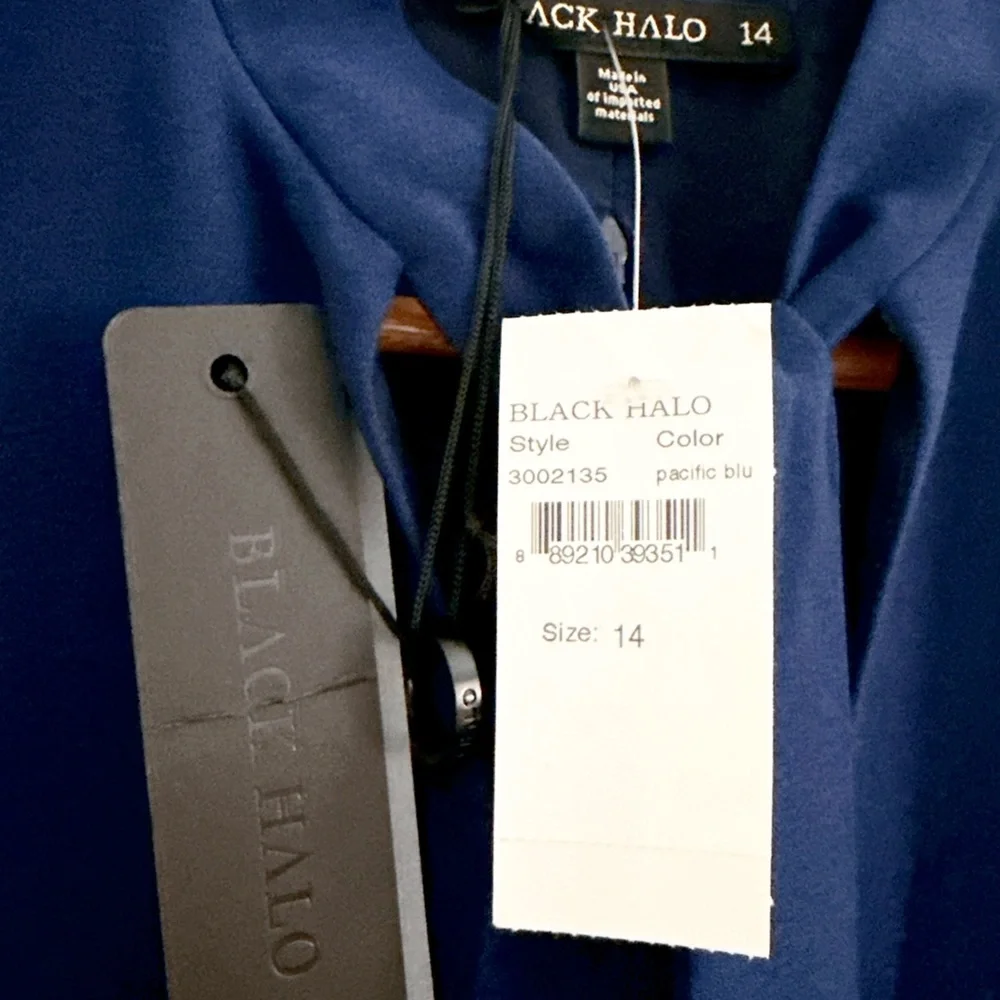 ACK HALO 14
Made in
USA
of imported
materials
BLACK HALO
BLACK HALO
Style Color
3002135 pacific blu
8 89210 39351 1
Size: 14